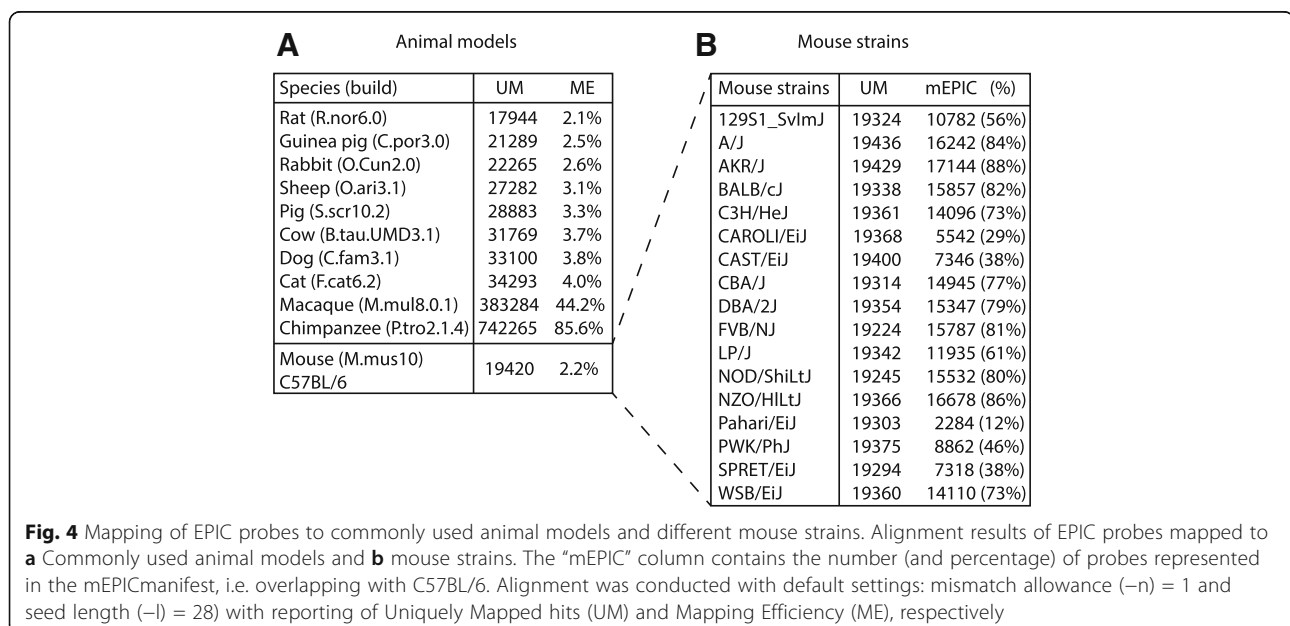 A Animal models
Species (build) UM ME
Rat (R.nor6.0) 17944 2.1%
Guinea pig (C.por3.0) 21289 2.5%
Rabbit (O.Cun2.0) 22265 2.6%
Sheep (O.ari3.1) 27282 3.1%
Pig (S.scr10.2) 28883 3.3%
Cow (B.tau.UMD3.1) 31769 3.7%
Dog (C.fam3.1) 33100 3.8%
Cat (F.cat6.2) 34293 4.0%
Macaque (M.mul8.0.1) 383284 44.2%
Chimpanzee (P.tro2.1.4) 742265 85.6%
Mouse (M.mus10)
C57BL/6 19420 2.2%
B Mouse strains
Mouse strains UM mEPIC (%)
129S1_SvImJ 19324 10782 (56%)
A/J 19436 16242 (84%)
AKR/J 19429 17144 (88%)
BALB/cJ 19338 15857 (82%)
C3H/HeJ 19361 14096 (73%)
CAROLI/EiJ 19368 5542 (29%)
CAST/EiJ 19400 7346 (38%)
CBA/J 19314 14945 (77%)
DBA/2J 19354 15347 (79%)
FVB/NJ 19224 15787 (81%)
LP/J 19342 11935 (61%)
NOD/ShiLtJ 19245 15532 (80%)
NZO/HlLtJ 19366 16678 (86%)
Pahari/EiJ 19303 2284 (12%)
PWK/PhJ 19375 8862 (46%)
SPRET/EiJ 19294 7318 (38%)
WSB/EiJ 19360 14110 (73%)
Fig. 4 Mapping of EPIC probes to commonly used animal models and different mouse strains. Alignment results of EPIC probes mapped to
a Commonly used animal models and b mouse strains. The “mEPIC” column contains the number (and percentage) of probes represented
in the mEPICmanifest, i.e. overlapping with C57BL/6. Alignment was conducted with default settings: mismatch allowance (−n) = 1 and
seed length (−l) = 28) with reporting of Uniquely Mapped hits (UM) and Mapping Efficiency (ME), respectively